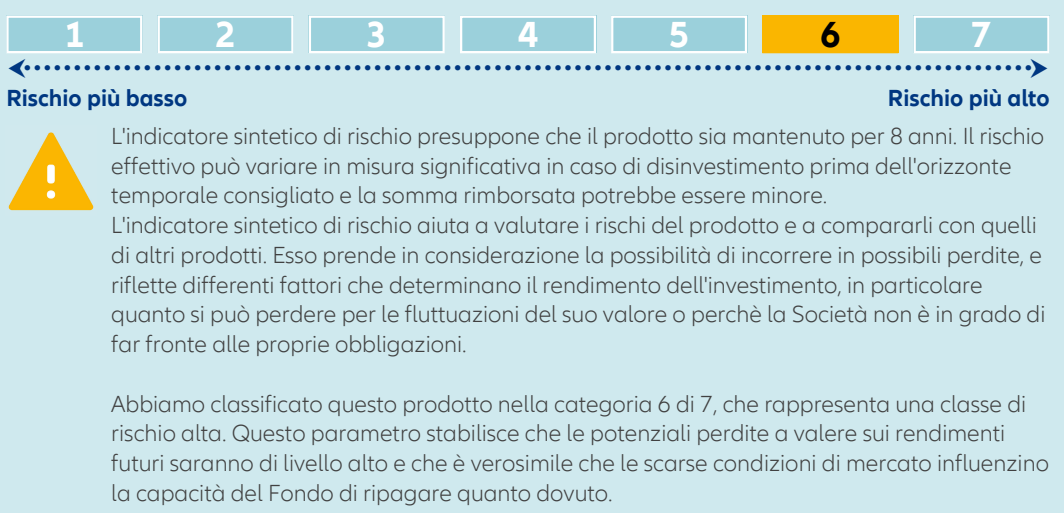 1 2 3 4 5 6 7
Rischio più basso Rischio più alto
L'indicatore sintetico di rischio presuppone che il prodotto sia mantenuto per 8 anni. Il rischio
effettivo può variare in misura significativa in caso di disinvestimento prima dell'orizzonte
temporale consigliato e la somma rimborsata potrebbe essere minore.
L'indicatore sintetico di rischio aiuta a valutare i rischi del prodotto e a compararli con quelli
di altri prodotti. Esso prende in considerazione la possibilità di incorrere in possibili perdite, e
riflette differenti fattori che determinano il rendimento dell'investimento, in particolare
quanto si può perdere per le fluttuazioni del suo valore o perchè la Società non è in grado di
far fronte alle proprie obbligazioni.
Abbiamo classificato questo prodotto nella categoria 6 di 7, che rappresenta una classe di
rischio alta. Questo parametro stabilisce che le potenziali perdite a valere sui rendimenti
futuri saranno di livello alto e che è verosimile che le scarse condizioni di mercato influenzino
la capacità del Fondo di ripagare quanto dovuto.